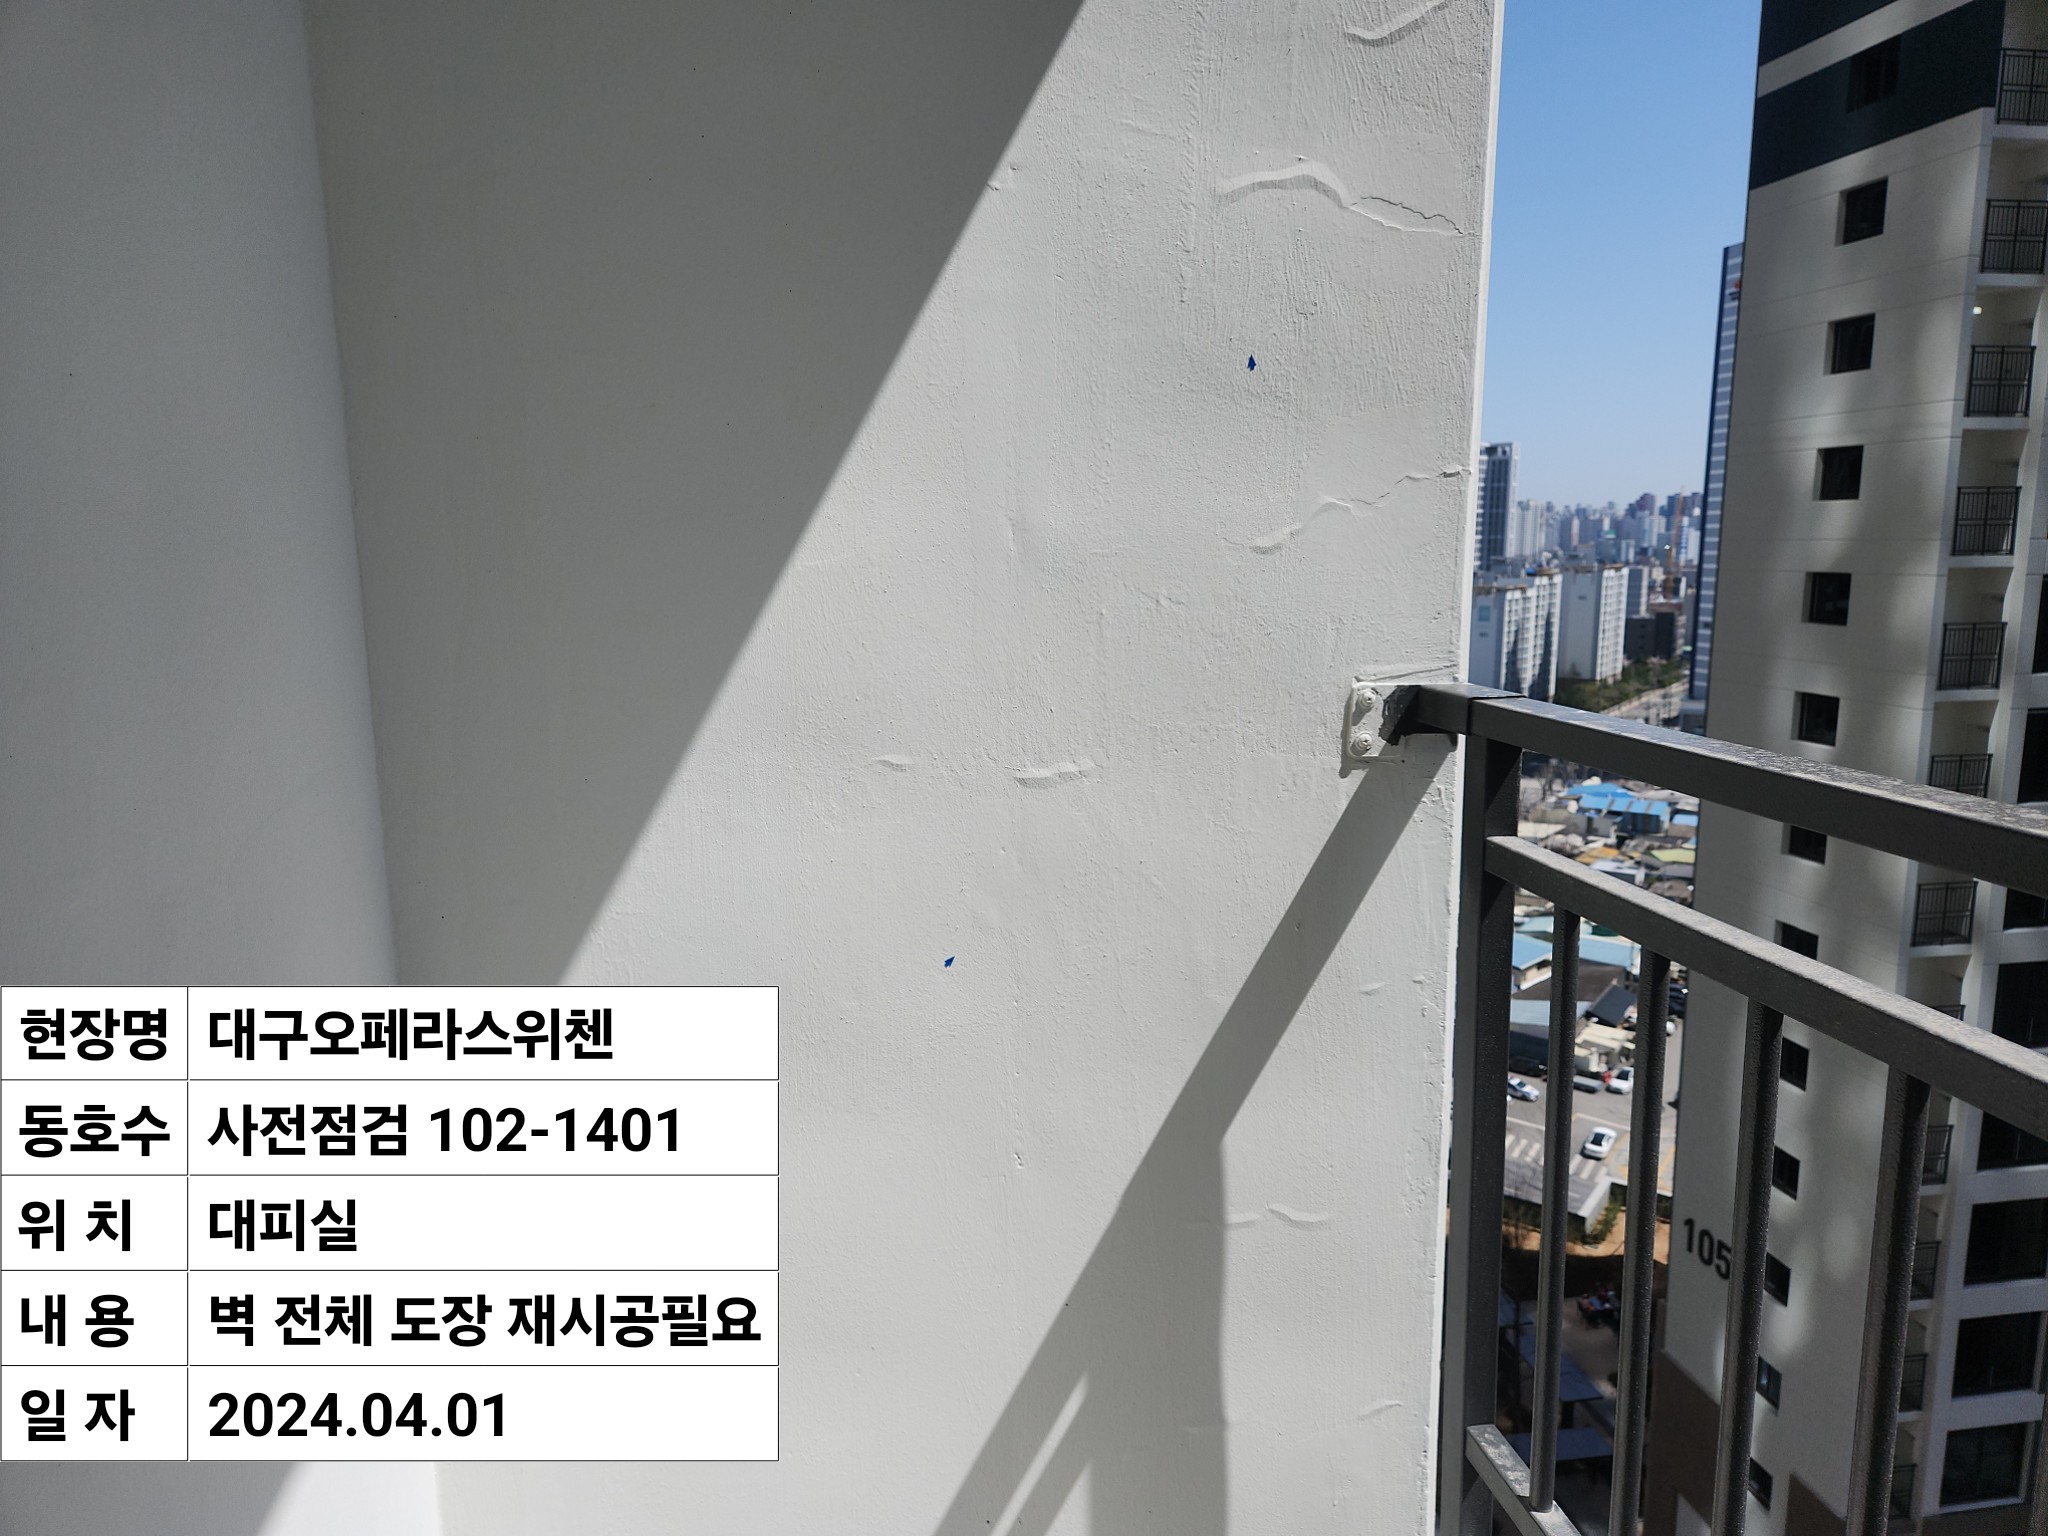 현장명 대구오페라스위첸
동호수 사전점검 102-1401
위 치 대피실
내 용 벽 전체 도장 재시공필요
일 자 2024.04.01
105